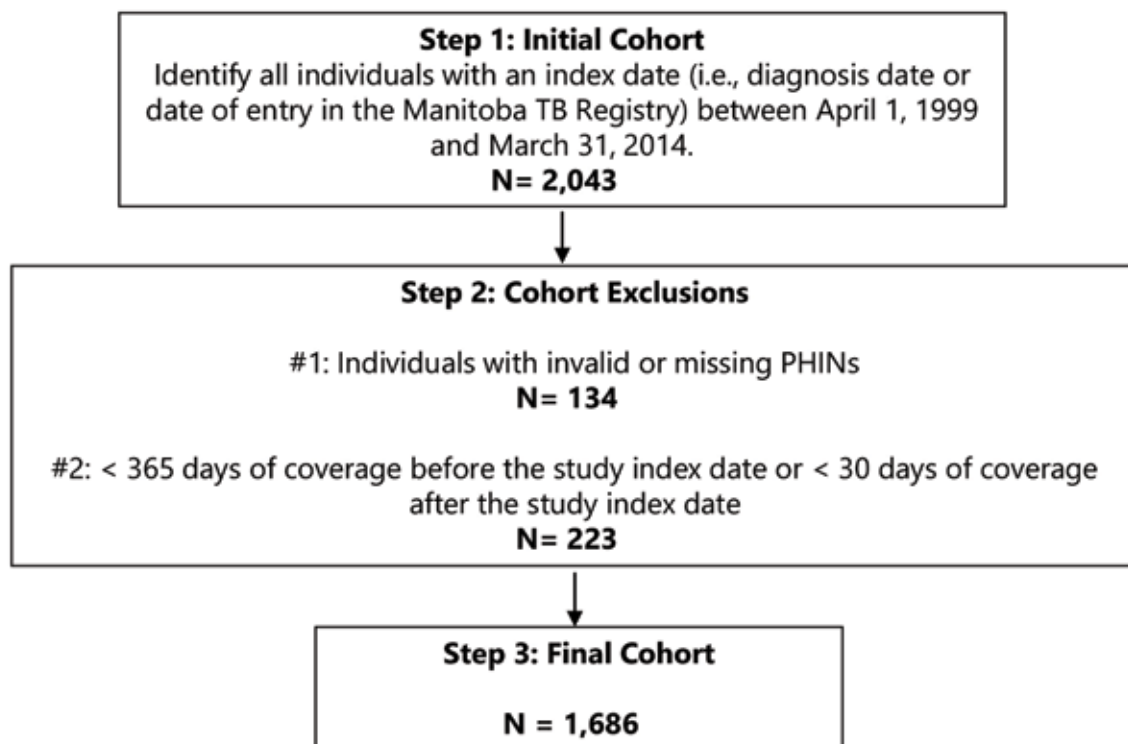 Step 1: Initial Cohort
Identify all individuals with an index date (i.e., diagnosis date or
date of entry in the Manitoba TB Registry) between April 1, 1999
and March 31, 2014.
N= 2,043
Step 2: Cohort Exclusions
#1: Individuals with invalid or missing PHINs
N= 134
#2: < 365 days of coverage before the study index date or < 30 days of coverage
after the study index date
N= 223
Step 3: Final Cohort
N = 1,686